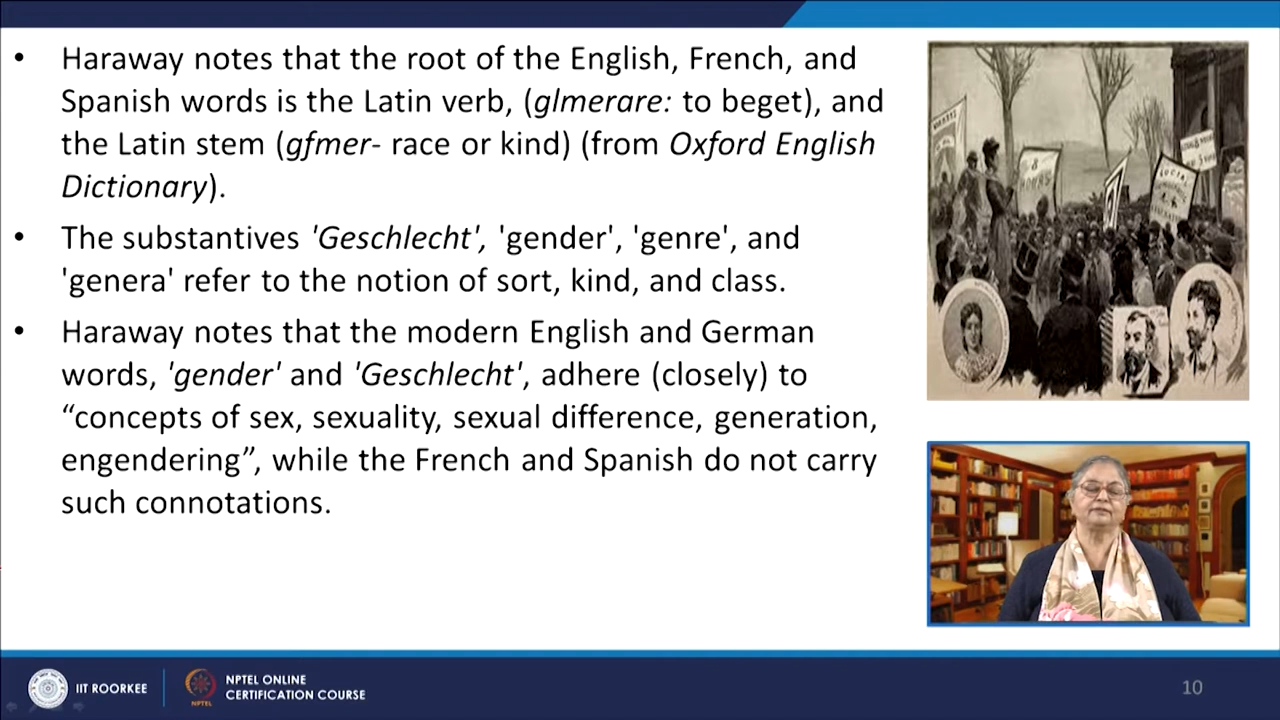 • Haraway notes that the root of the English, French, and
Spanish words is the Latin verb, (glmerare: to beget), and
the Latin stem (gfmer- race or kind) (from Oxford English
Dictionary).
• The substantives 'Geschlecht', 'gender', 'genre', and
'genera' refer to the notion of sort, kind, and class.
• Haraway notes that the modern English and German
words, 'gender' and 'Geschlecht', adhere (closely) to
“concepts of sex, sexuality, sexual difference, generation,
engendering”, while the French and Spanish do not carry
such connotations.
8
HOURS
SOCIAL
IIT ROORKEE
NPTEL
NPTEL ONLINE
CERTIFICATION COURSE
10